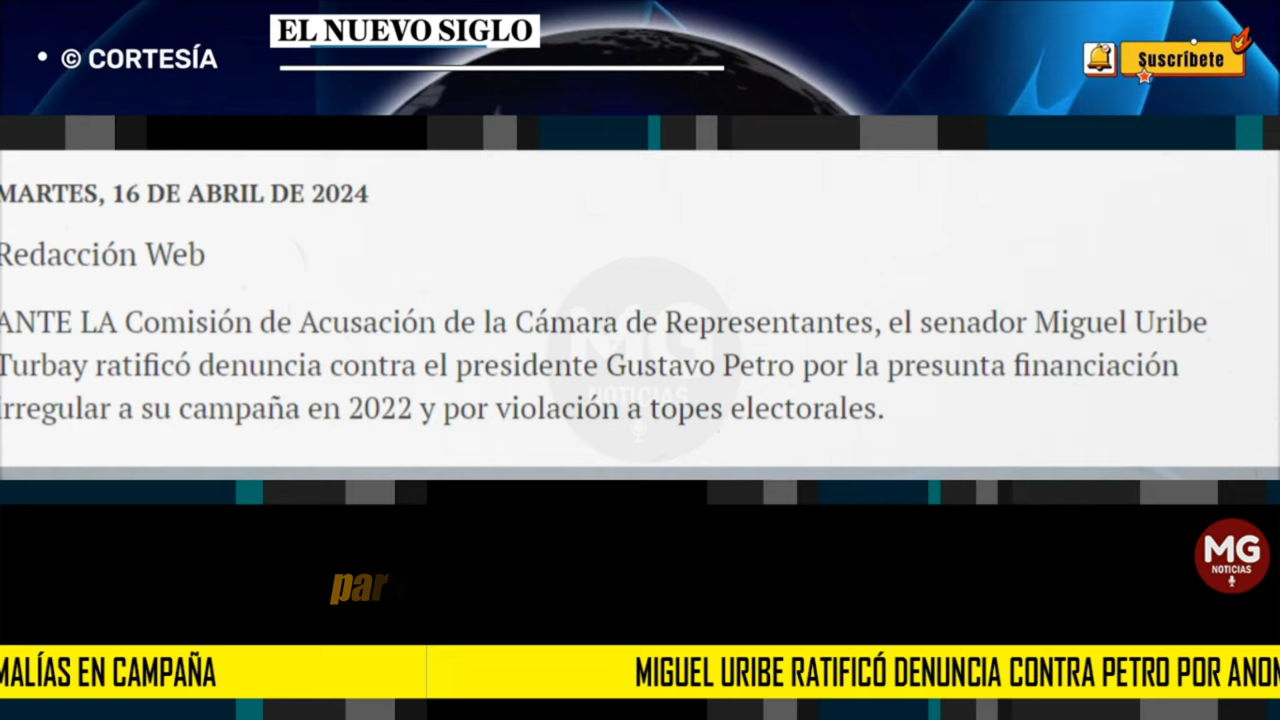 EL NUEVO SIGLO
• © CORTESÍA
Suscríbete
MARTES, 16 DE ABRIL DE 2024
Redacción Web
ANTE LA Comisión de Acusación de la Cámara de Representantes, el senador Miguel Uribe
Turbay ratificó denuncia contra el presidente Gustavo Petro por la presunta financiación
irregular a su campaña en 2022 y por violación a topes electorales.
MG
NOTICIAS
MG
NOTICIAS
par
MALÍAS EN CAMPAÑA
MIGUEL URIBE RATIFICÓ DENUNCIA CONTRA PETRO POR ANOM